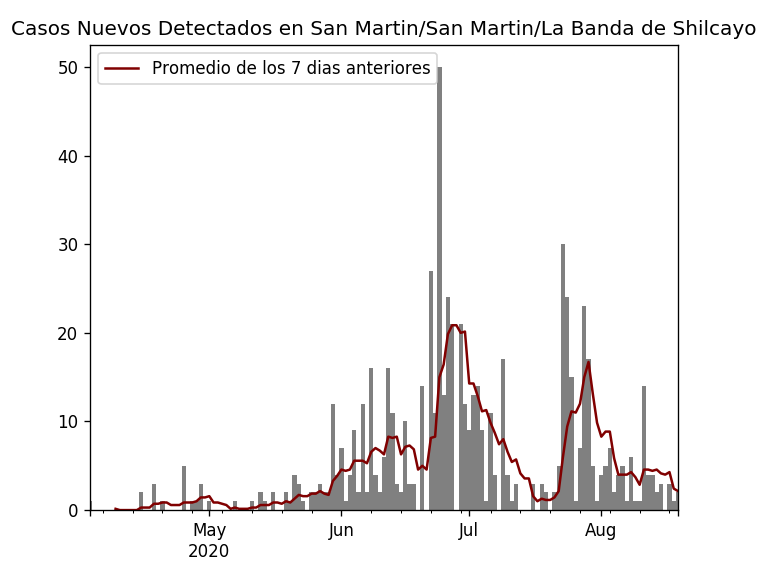 Casos Nuevos Detectados en San Martin/San Martin/La Banda de Shilcayo
Promedio de los 7 dias anteriores
50
40
30
20
10
0
May
2020
Jun
Jul
Aug